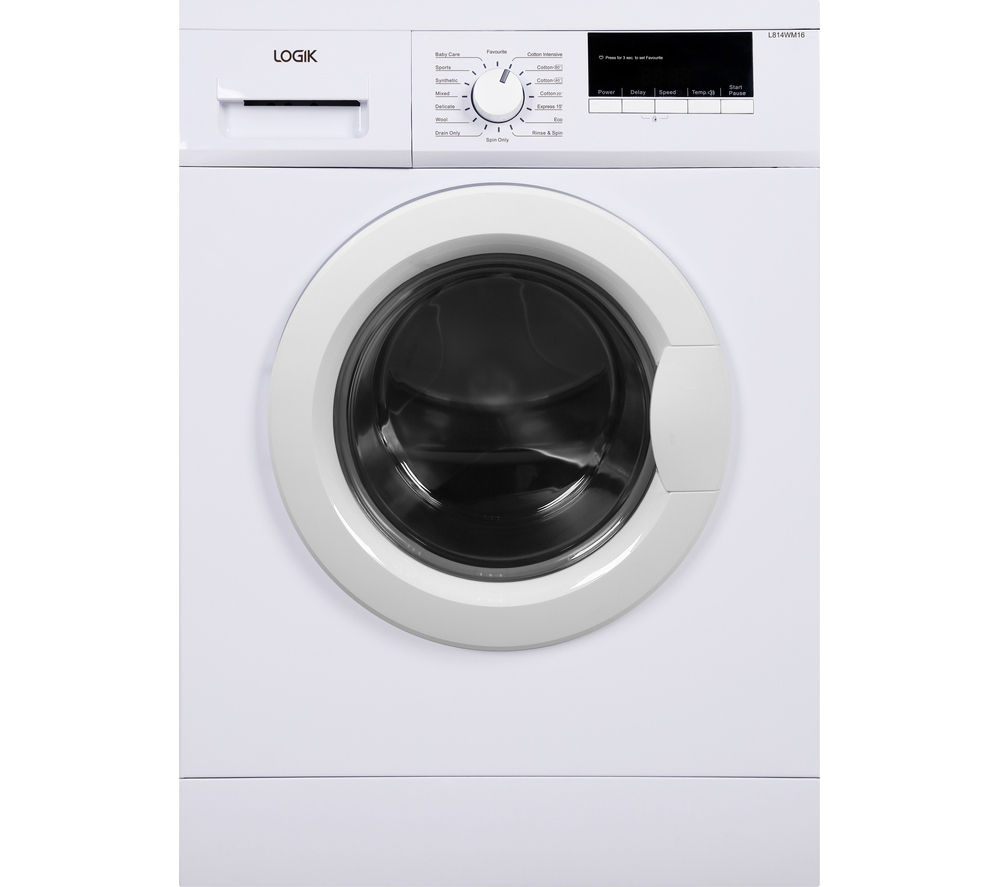 LOGIK
L814WM16
Favourite
Baby Care
Sports
Synthetic
Mixed
Delicate
Wool
Drain Only
Spin Only
Cotton Intensive
Cotton 60°
Cotton 40°
Cotton 20°
Express 15'
Eco
Rinse & Spin
Press for 3 sec. to set Favourite
Power Delay Speed Temp. Start Pause